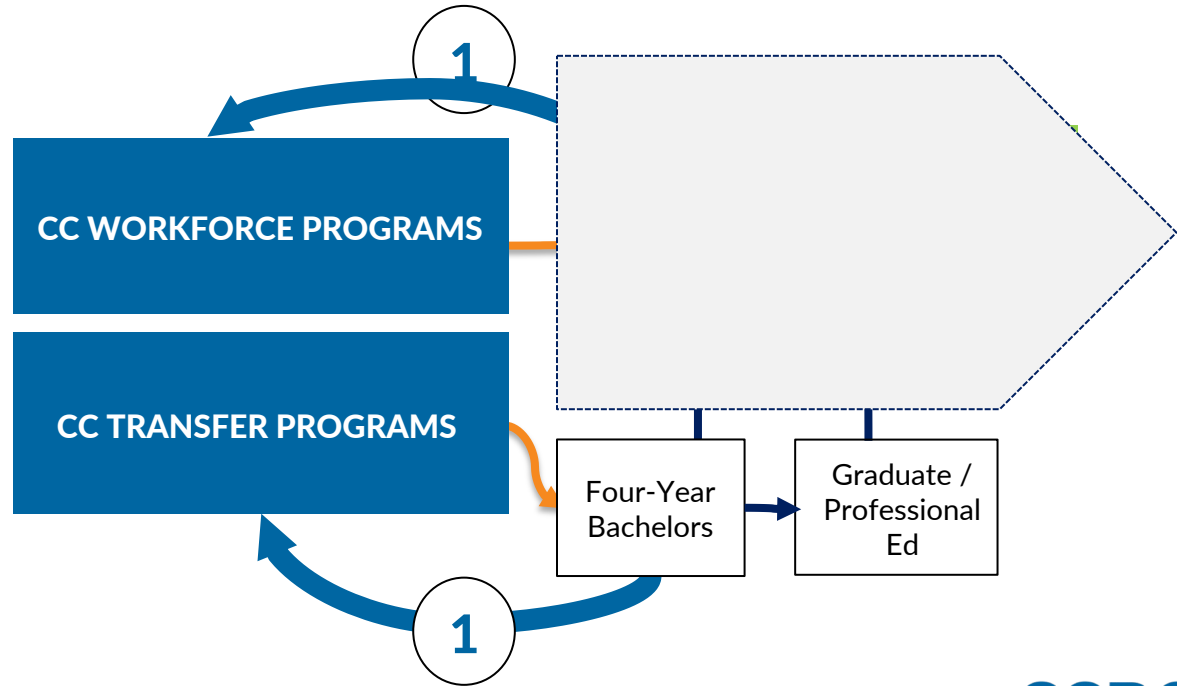 1
CC WORKFORCE PROGRAMS
CC TRANSFER PROGRAMS
Four-Year
Bachelors
Graduate /
Professional
Ed
1